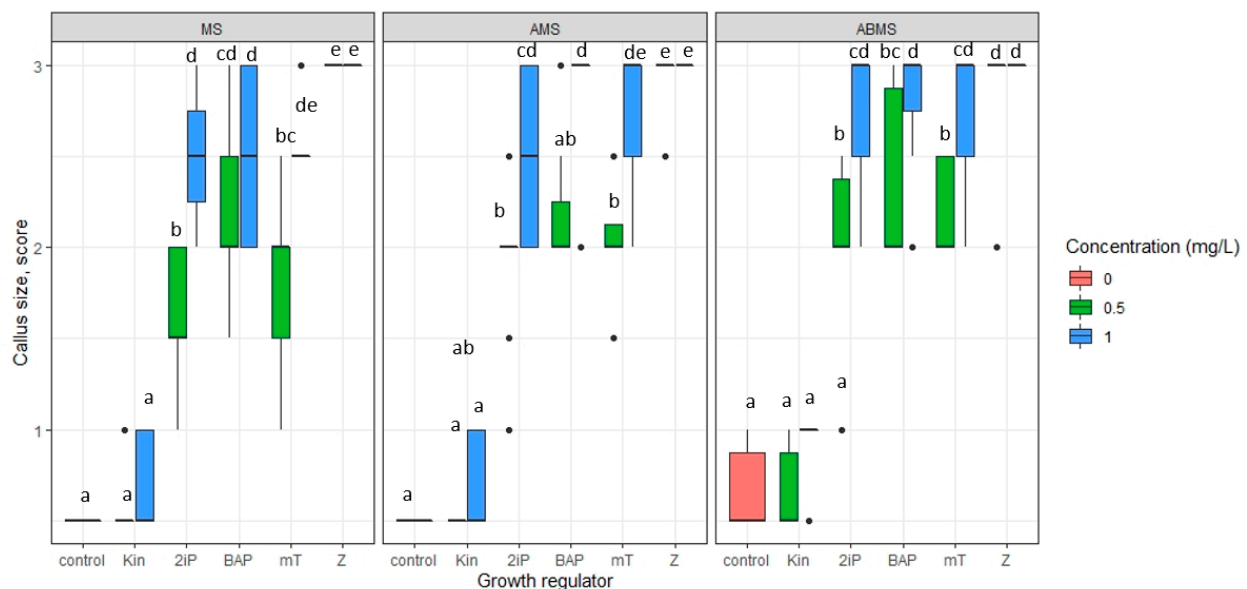 MS
AMS
ABMS
d cd d e e
cd d e e
cd bc d cd d d
de
de
bc
ab
b
b
b
b
b
ab
a
a
a a a
a
a a
a
a
a
3
2
1
Callus size, score
control Kin 2iP BAP mT Z
control Kin 2iP BAP mT Z
control Kin 2iP BAP mT Z
Growth regulator
Concentration (mg/L)
0
0.5
1